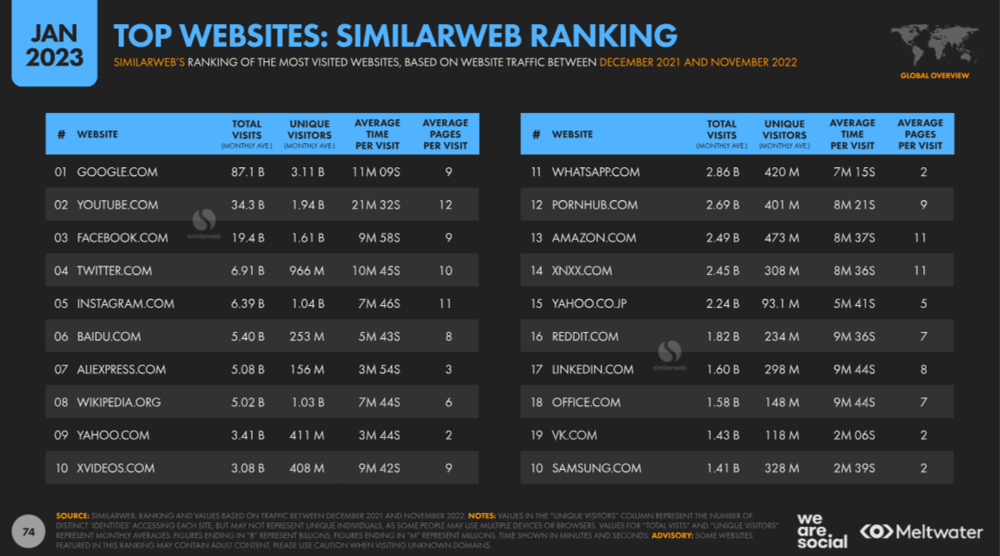 JAN
2023
TOP WEBSITES: SIMILARWEB RANKING
SIMILARWEB'S RANKING OF THE MOST VISITED WEBSITES, BASED ON WEBSITE TRAFFIC BETWEEN DECEMBER 2021 AND NOVEMBER 2022
GLOBAL OVERVIEW
# WEBSITE TOTAL VISITS (MONTHLY AVE.) UNIQUE VISITORS (MONTHLY AVE.) AVERAGE TIME PER VISIT AVERAGE PAGES PER VISIT
01 GOOGLE.COM 87.1 B 3.11 B 11M 09S 9
02 YOUTUBE.COM 34.3 B 1.94 B 21M 32S 12
03 FACEBOOK.COM 19.4 B 1.61 B 9M 58S 9
04 TWITTER.COM 6.91 B 966 M 10M 45S 10
05 INSTAGRAM.COM 6.39 B 1.04 B 7M 46S 11
06 BAIDU.COM 5.40 B 253 M 5M 43S 8
07 ALIEXPRESS.COM 5.08 B 156 M 3M 54S 3
08 WIKIPEDIA.ORG 5.02 B 1.03 B 7M 44S 6
09 YAHOO.COM 3.41 B 411 M 3M 44S 2
10 XVIDEOS.COM 3.08 B 408 M 9M 42S 9
similarweb
# WEBSITE TOTAL VISITS (MONTHLY AVE.) UNIQUE VISITORS (MONTHLY AVE.) AVERAGE TIME PER VISIT AVERAGE PAGES PER VISIT
11 WHATSAPP.COM 2.86 B 420 M 7M 15S 2
12 PORNHUB.COM 2.69 B 401 M 8M 21S 9
13 AMAZON.COM 2.49 B 473 M 8M 37S 11
14 XNXX.COM 2.45 B 308 M 8M 36S 11
15 YAHOO.CO.JP 2.24 B 93.1 M 5M 41S 5
16 REDDIT.COM 1.82 B 234 M 9M 36S 7
17 LINKEDIN.COM 1.60 B 298 M 9M 44S 8
18 OFFICE.COM 1.58 B 148 M 9M 44S 7
19 VK.COM 1.43 B 118 M 2M 06S 2
10 SAMSUNG.COM 1.41 B 328 M 2M 39S 2
similarweb
74
SOURCE: SIMILARWEB. RANKING AND VALUES BASED ON TRAFFIC BETWEEN DECEMBER 2021 AND NOVEMBER 2022. NOTES: VALUES IN THE "UNIQUE VISITORS" COLUMN REPRESENT THE NUMBER OF
DISTINCT 'IDENTITIES' ACCESSING EACH SITE, BUT MAY NOT REPRESENT UNIQUE INDIVIDUALS, AS SOME PEOPLE MAY USE MULTIPLE DEVICES OR BROWSERS. VALUES FOR "TOTAL VISTS" AND "UNIQUE VISITORS"
REPRESENT MONTHLY AVERAGES. FIGURES ENDING IN "B" REPRESENT BILLIONS; FIGURES ENDING IN "M" REPRESENT MILLIONS. TIME SHOWN IN MINUTES AND SECONDS. ADVISORY: SOME WEBSITES
FEATURED IN THIS RANKING MAY CONTAIN ADULT CONTENT. PLEASE USE CAUTION WHEN VISITING UNKNOWN DOMAINS.
we
are
social
Meltwater